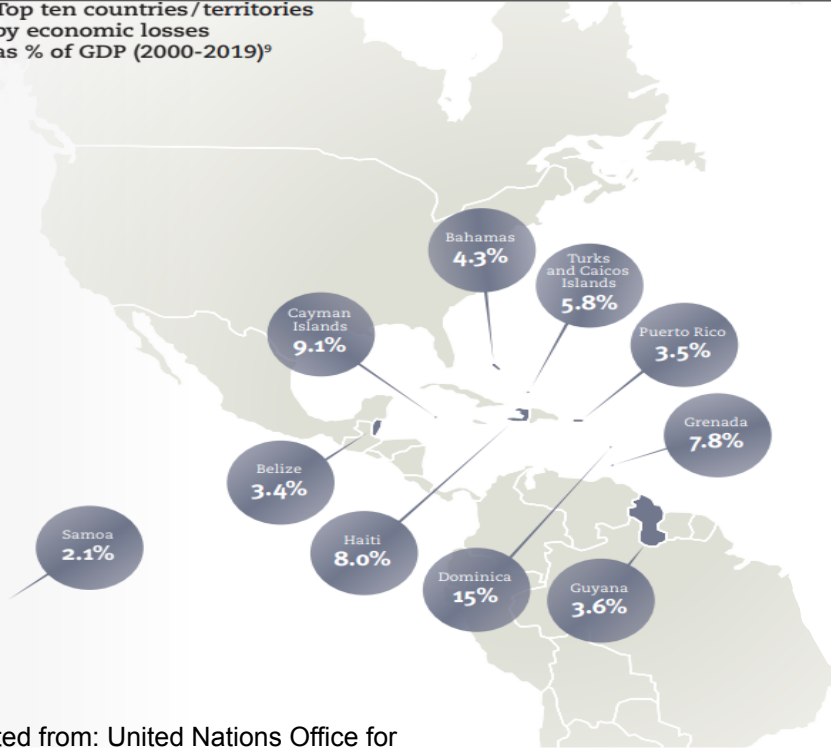 Top ten countries/territories
by economic losses
as % of GDP (2000-2019)⁹
Bahamas
4.3%
Turks
and Caicos
Islands
5.8%
Cayman
Islands
9.1%
Puerto Rico
3.5%
Grenada
7.8%
Belize
3.4%
Samoa
2.1%
Haiti
8.0%
Dominica
15%
Guyana
3.6%
ted from: United Nations Office for